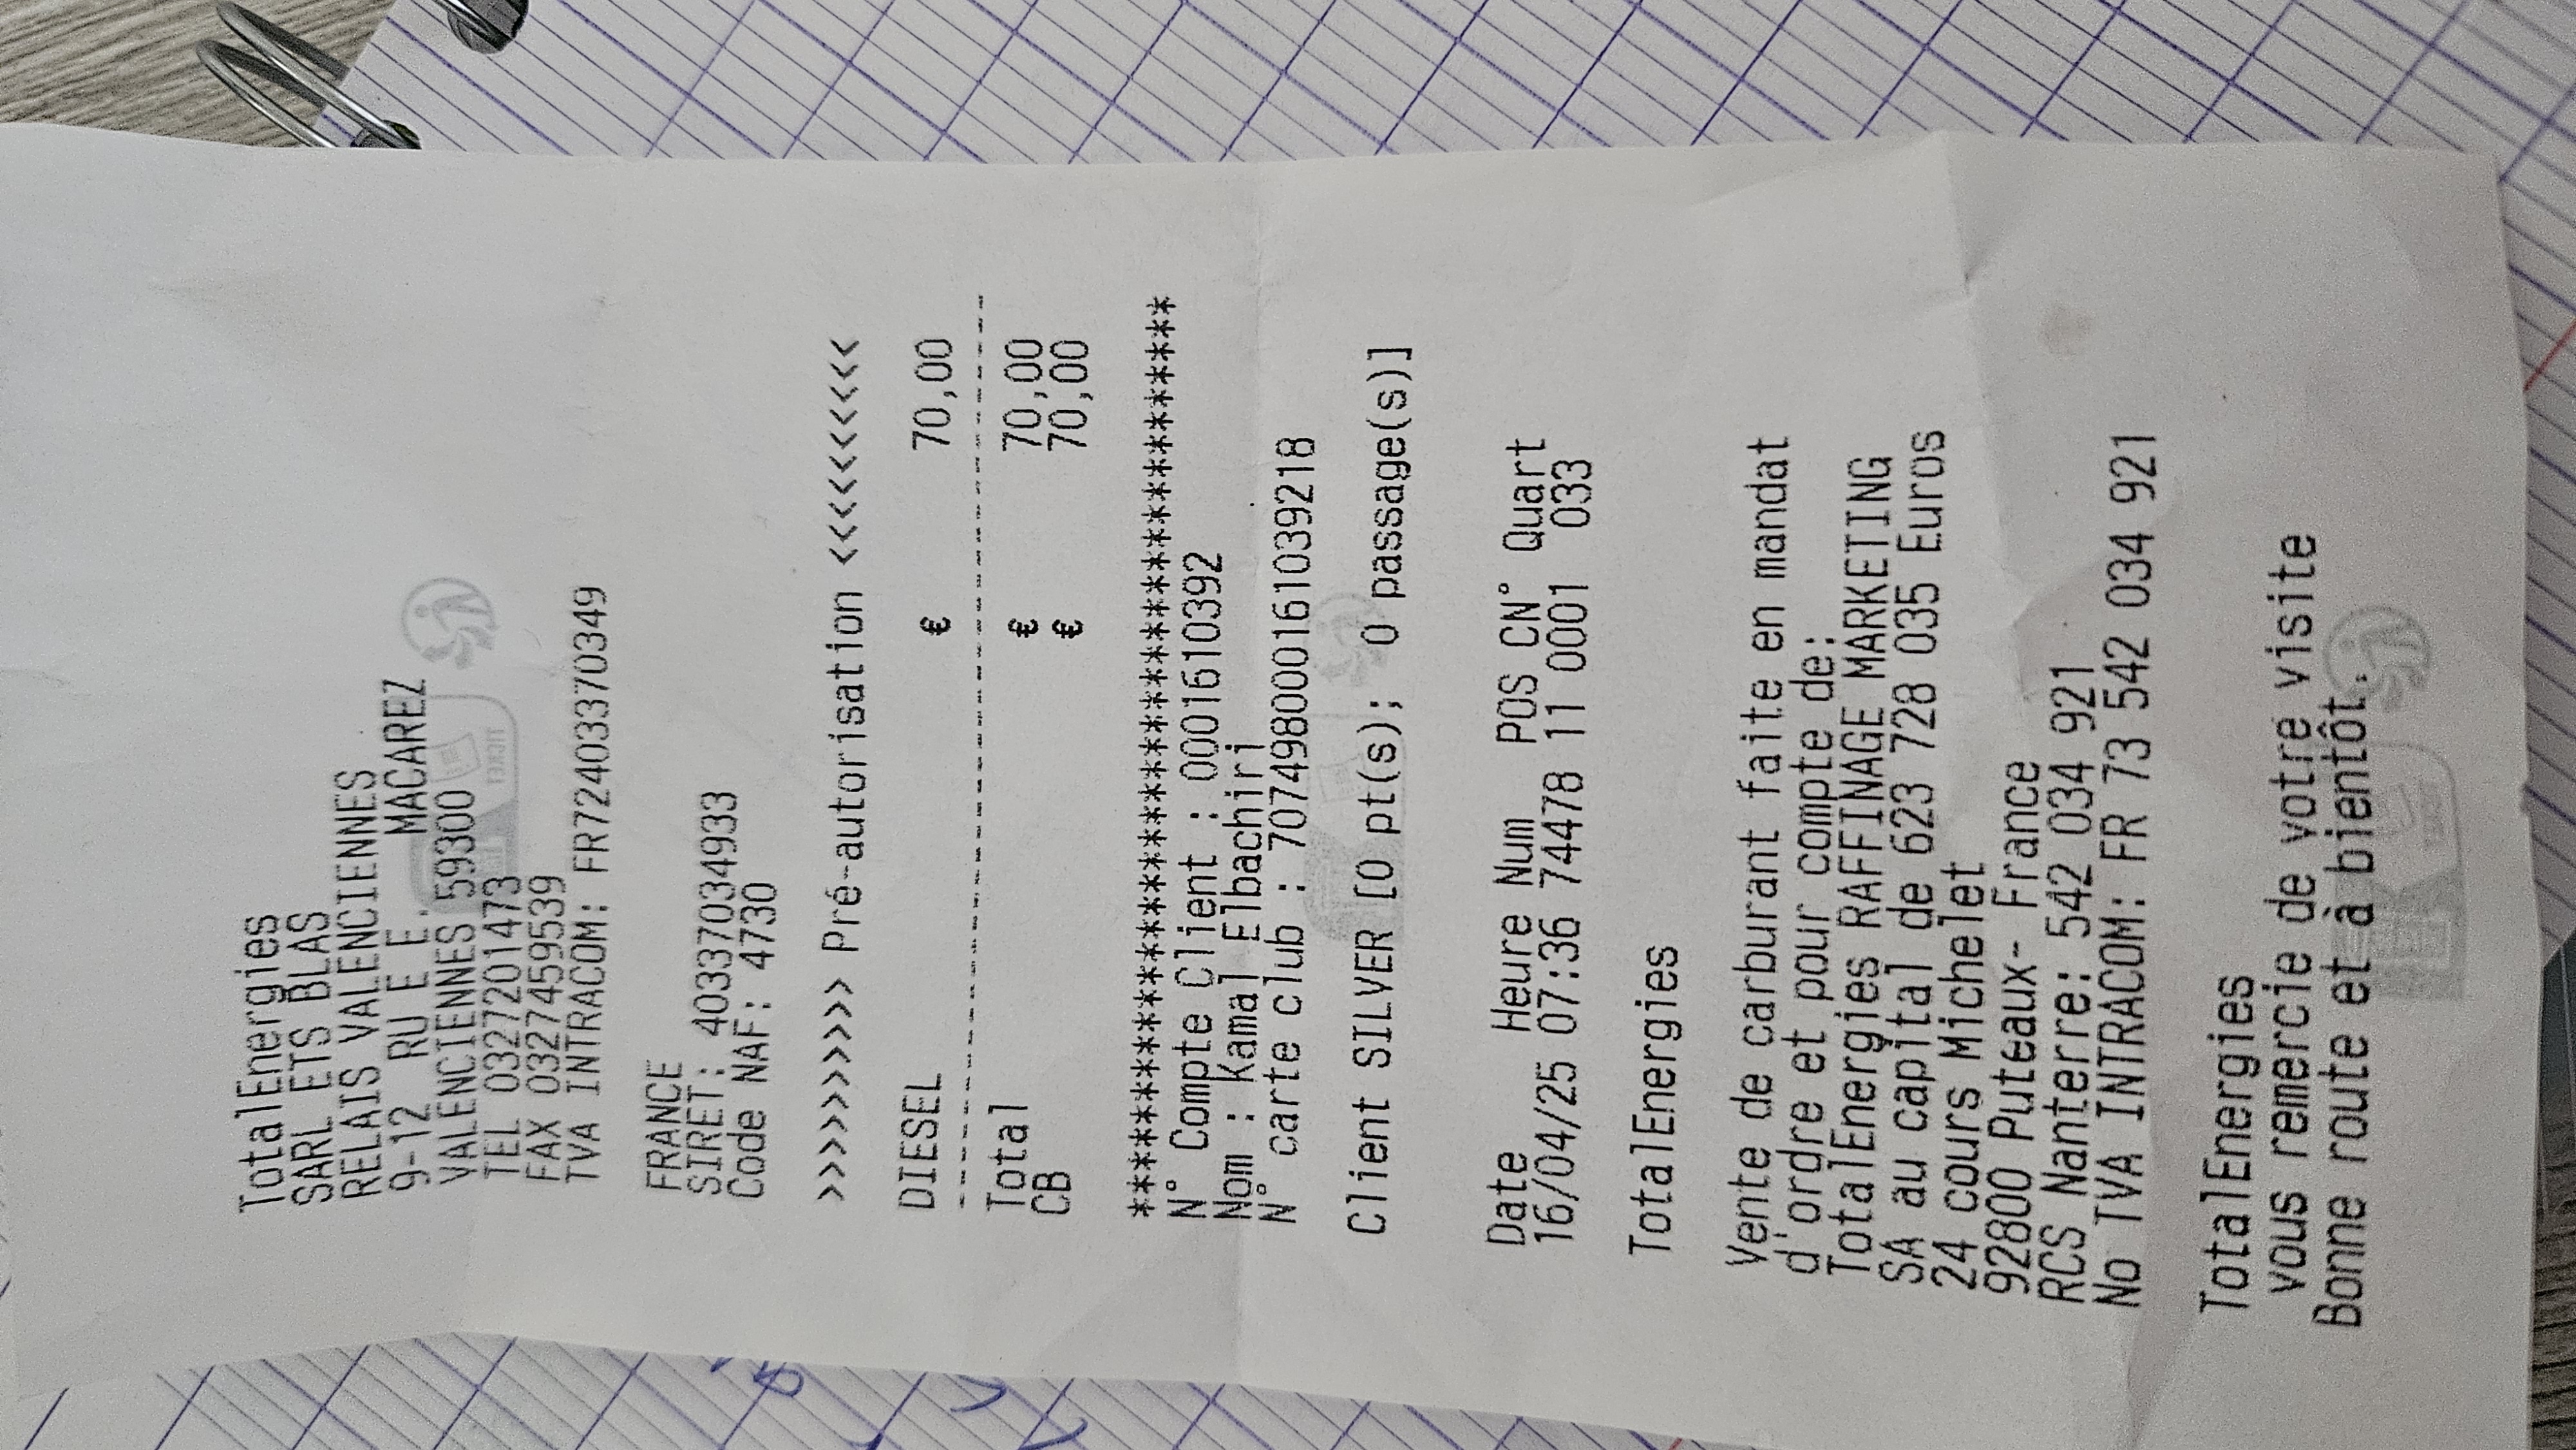 TotalEnergies
SARL ETS BLAS
RELAIS VALENCIENNES
9-12  RU E E.   MACAREZ
VALENCIENNES 59300
TEL 0327201473
FAX 0327459539
TVA INTRACOM: FR72403370349
FRANCE
SIRET: 40337034933
Code NAF: 4730
>>>>>>>>>> Pré-autorisation <<<<<<<<<<
DIESEL € 70,00
----------------------------------------
Total € 70,00
CB € 70,00
****************************************
N° Compte Client : 0001610392
Nom : Kamal Elbachiri
N° carte club : 707498000161039218
Client SILVER [0 pt(s);  0 passage(s)]
Date Heure Num POS CN° Quart
16/04/25 07:36 74478 11 0001 033
TotalEnergies
Vente de carburant faite en mandat
d'ordre et pour compte de:
TotalEnergies RAFFINAGE MARKETING
SA au capital de 623 728 035 Euros
24 cours Michelet
92800 Puteaux- France
RCS Nanterre: 542 034 921
No TVA INTRACOM: FR 73 542 034 921
TotalEnergies
vous remercie de votre visite
Bonne route et à bientôt.